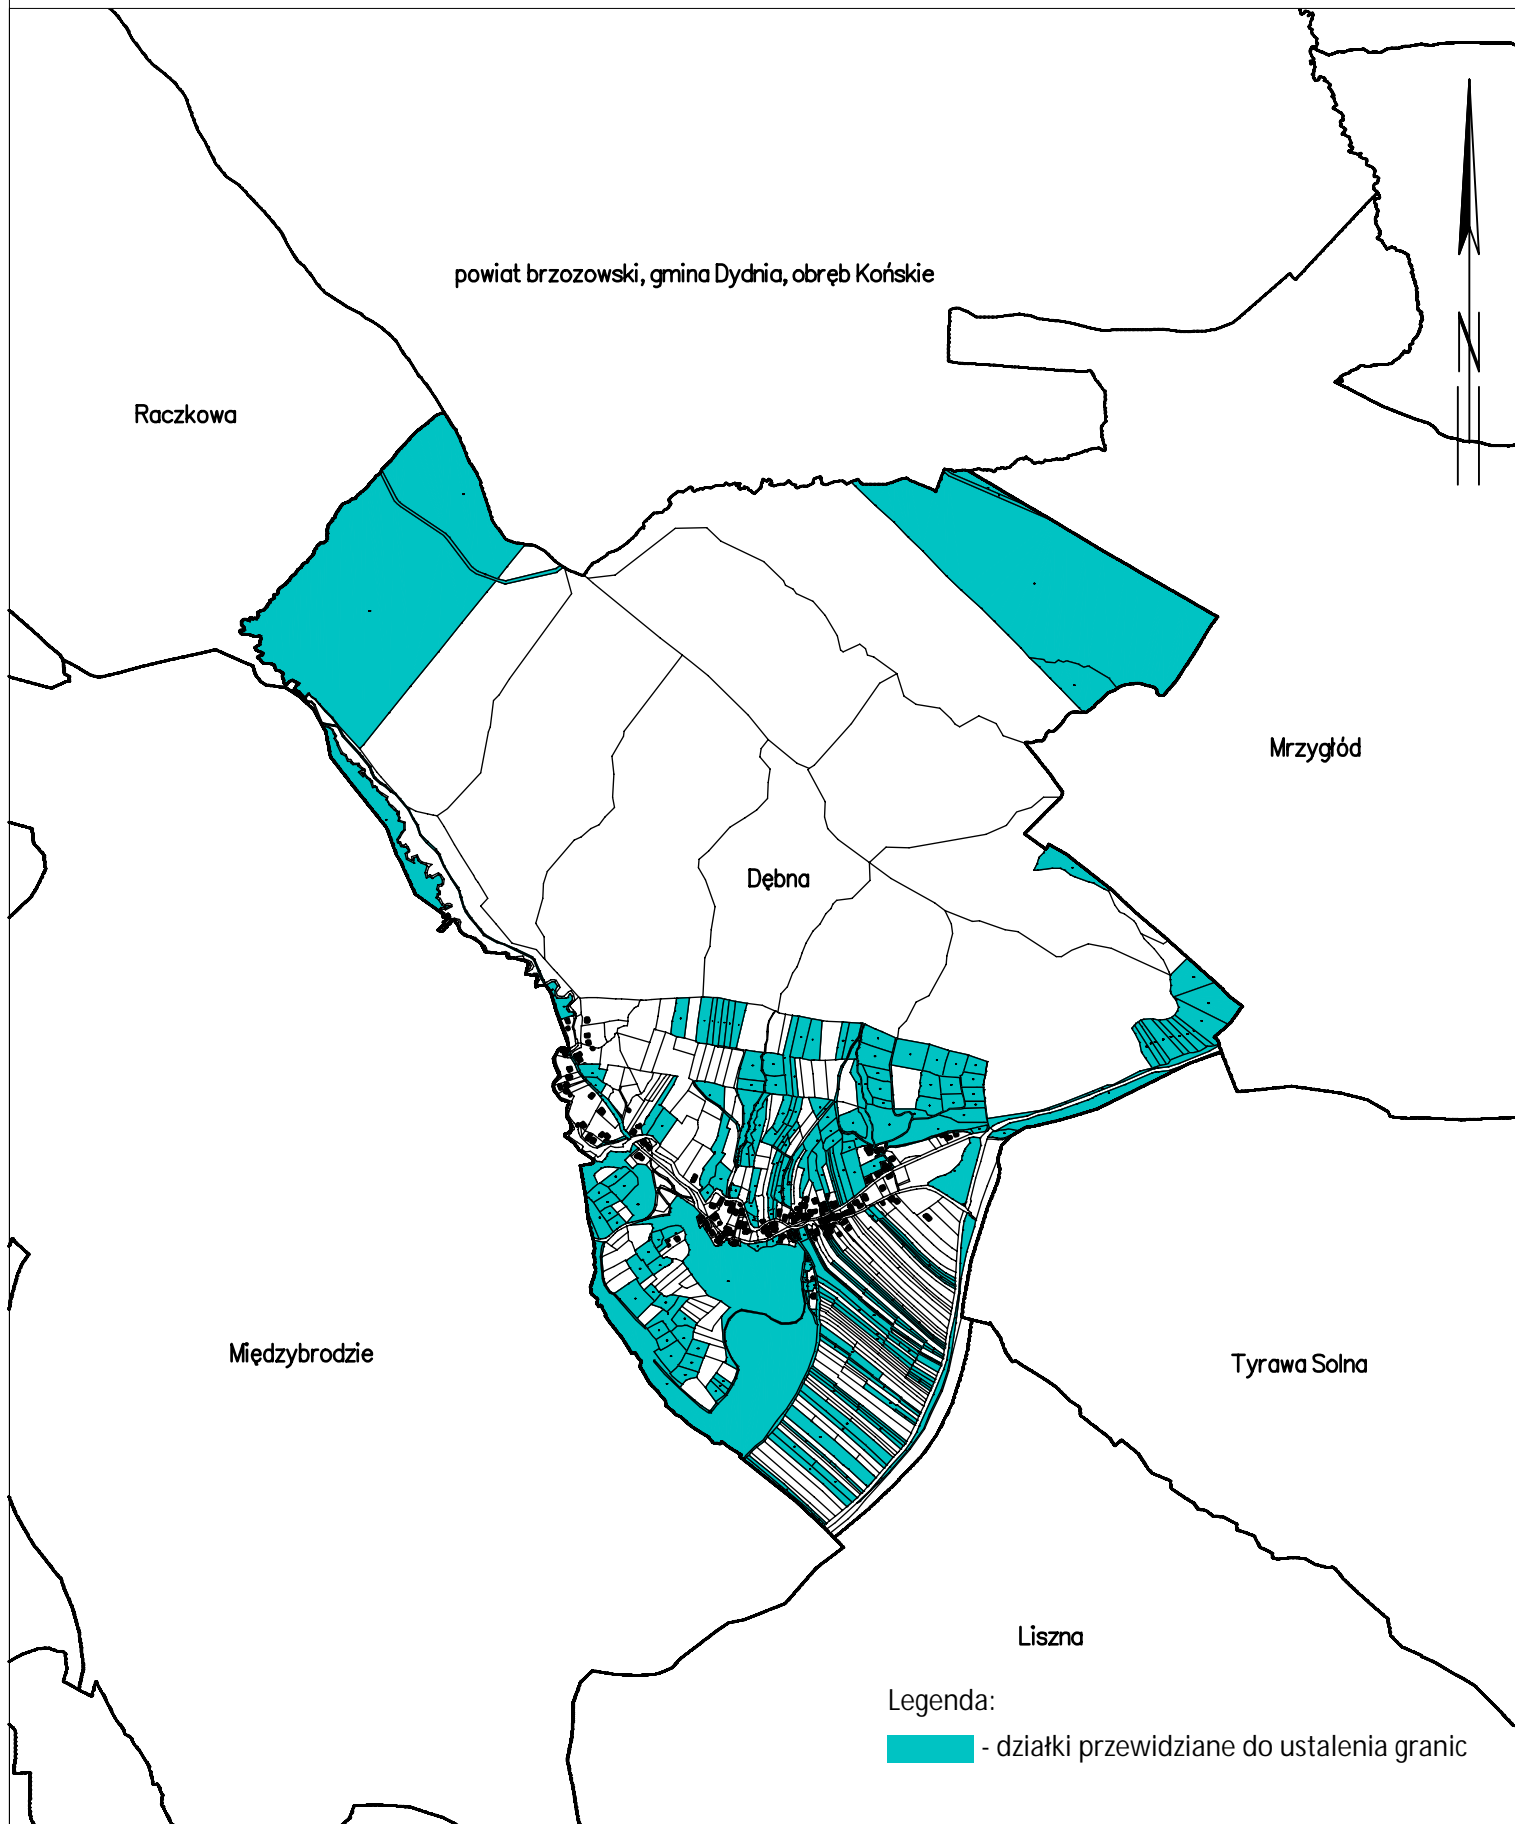 powiat brzozowski, gmina Dydnia, obręb Końskie
N
Raczkowa
Mrzygłód
Dębna
Międzybrodzie
Tyrawa Solna
Liszna
Legenda:
- działki przewidziane do ustalenia granic